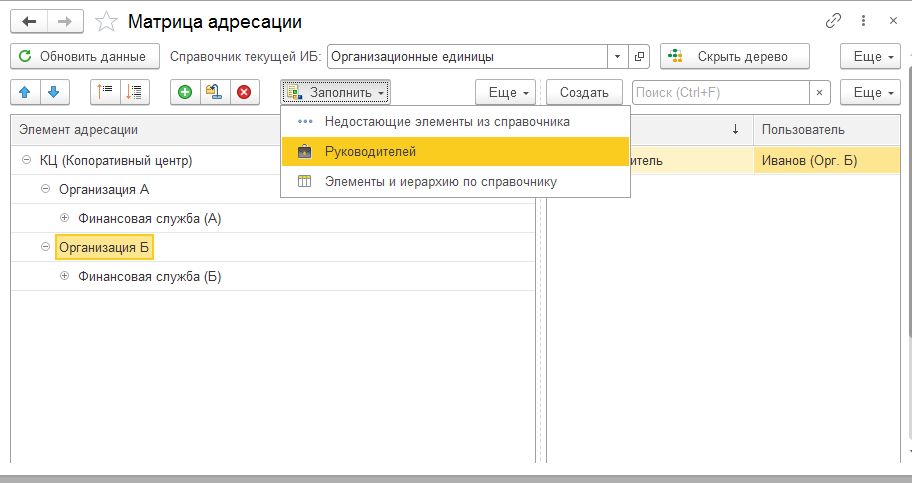 Матрица адресации
Обновить данные Справочник текущей ИБ: Организационные единицы Скрыть дерево Еще
Заполнить Еще Создать Поиск (Ctrl+F) × Еще
Элемент адресации Недостающие элементы из справочника ↓ Пользователь
КЦ (Копоративный центр) Руководителей итель Иванов (Орг. Б)
Организация А Элементы и иерархию по справочнику
Финансовая служба (А)
Организация Б
Финансовая служба (Б)